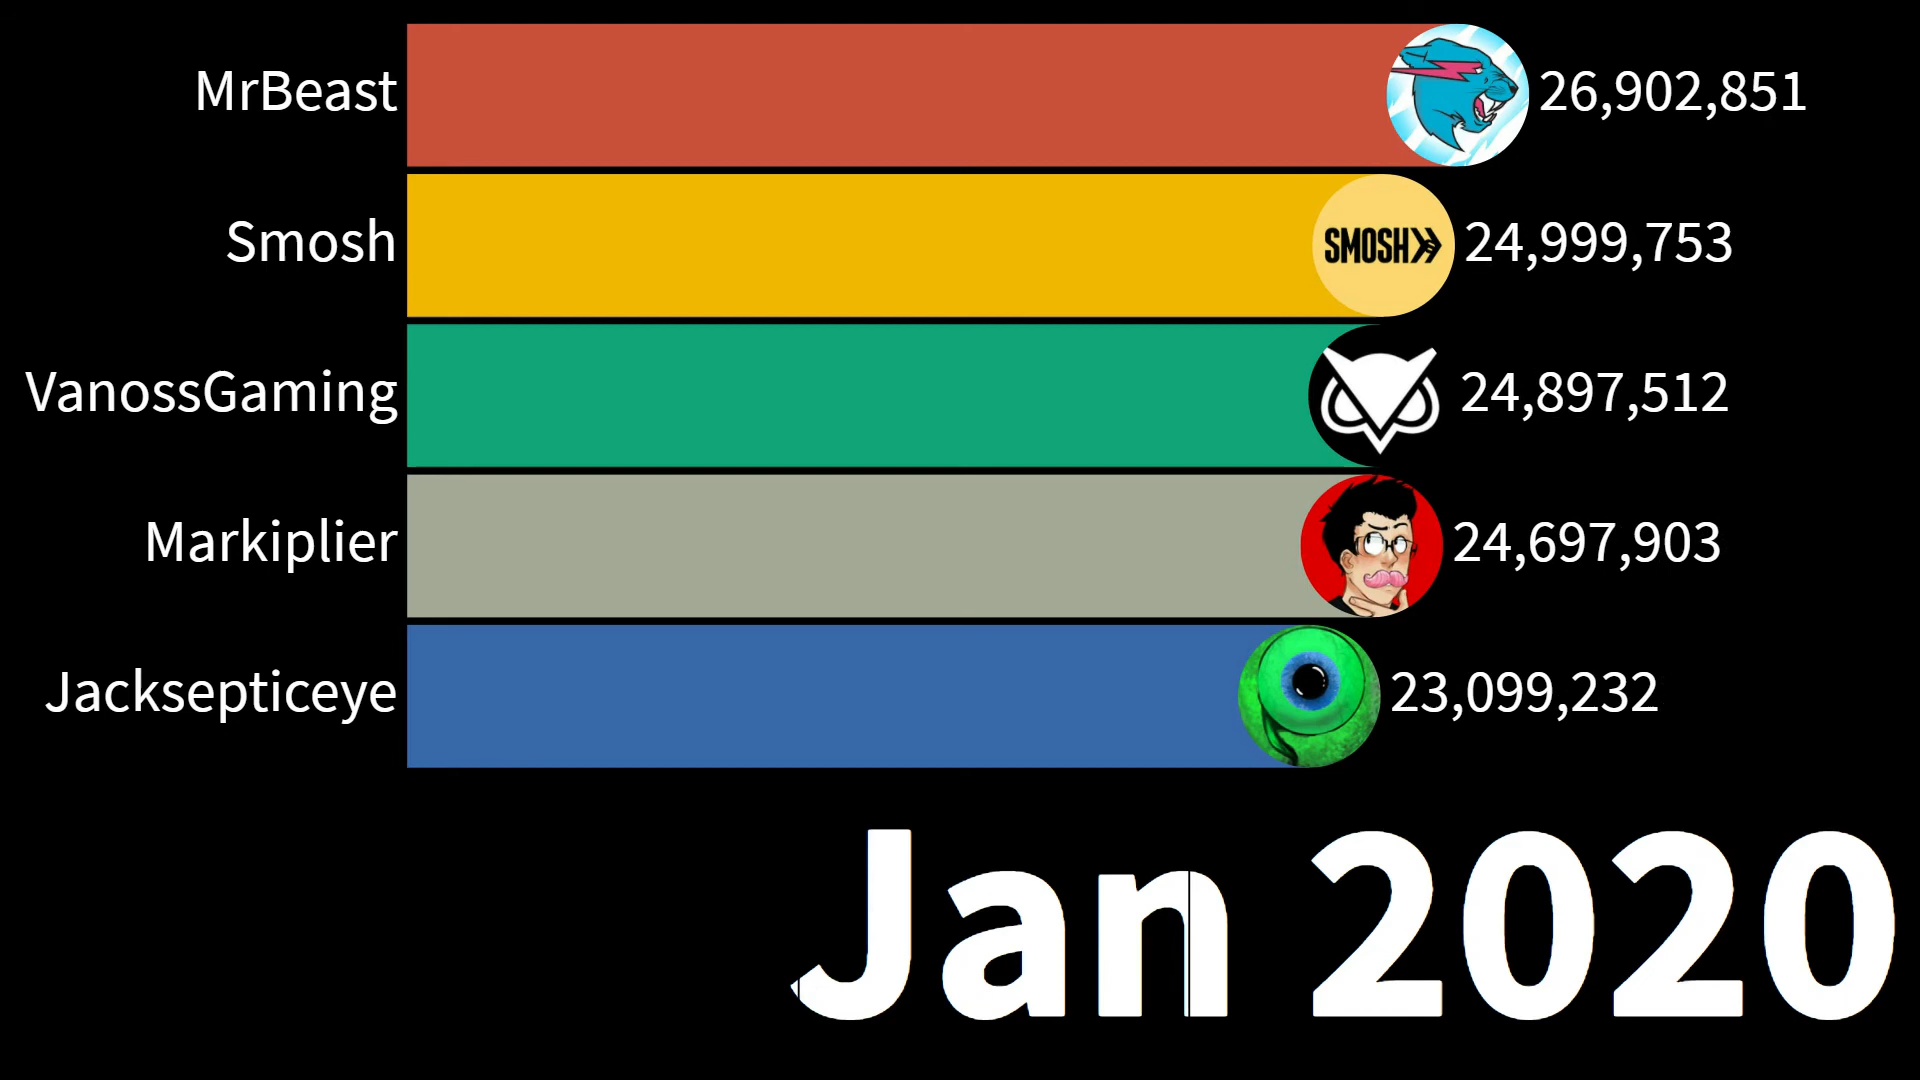 MrBeast 26,902,851
Smosh SMOSH 24,999,753
VanossGaming 24,897,512
Markiplier 24,697,903
Jacksepticeye 23,099,232
Jan 2020